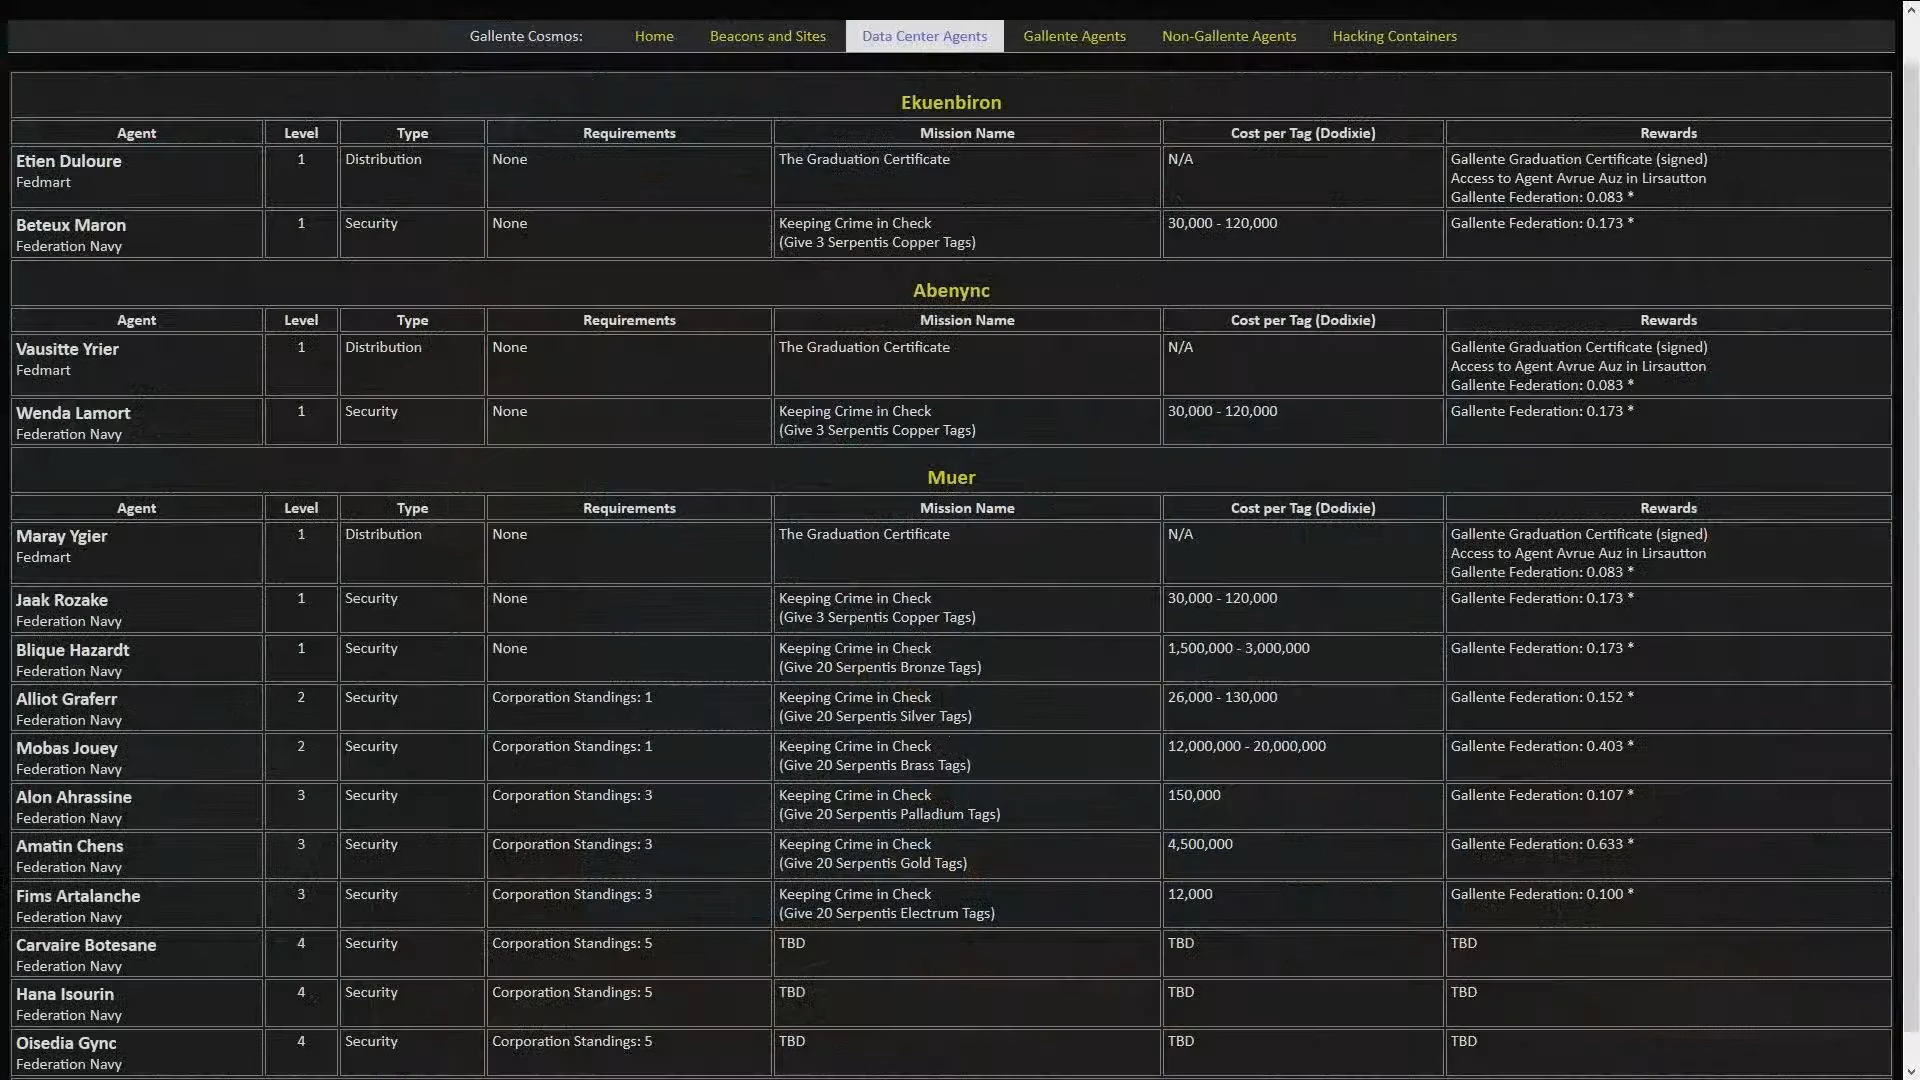 Gallente Cosmos: Home Beacons and Sites Data Center Agents Gallente Agents Non-Gallente Agents Hacking Containers
Ekuenbiron
Agent Level Type Requirements Mission Name Cost per Tag (Dodixie) Rewards
Etien Duloure 1 Distribution None The Graduation Certificate N/A Gallente Graduation Certificate (signed)
Fedmart Access to Agent Avrue Auz in Lirsautton
Gallente Federation: 0.083 *
Beteux Maron 1 Security None Keeping Crime in Check 30,000 - 120,000 Gallente Federation: 0.173 *
Federation Navy (Give 3 Serpentis Copper Tags)
Abenync
Agent Level Type Requirements Mission Name Cost per Tag (Dodixie) Rewards
Vausitte Yrier 1 Distribution None The Graduation Certificate N/A Gallente Graduation Certificate (signed)
Fedmart Access to Agent Avrue Auz in Lirsautton
Gallente Federation: 0.083 *
Wenda Lamort 1 Security None Keeping Crime in Check 30,000 - 120,000 Gallente Federation: 0.173 *
Federation Navy (Give 3 Serpentis Copper Tags)
Muer
Agent Level Type Requirements Mission Name Cost per Tag (Dodixie) Rewards
Maray Ygier 1 Distribution None The Graduation Certificate N/A Gallente Graduation Certificate (signed)
Fedmart Access to Agent Avrue Auz in Lirsautton
Gallente Federation: 0.083 *
Jaak Rozake 1 Security None Keeping Crime in Check 30,000 - 120,000 Gallente Federation: 0.173 *
Federation Navy (Give 3 Serpentis Copper Tags)
Blique Hazardt 1 Security None Keeping Crime in Check 1,500,000 - 3,000,000 Gallente Federation: 0.173 *
Federation Navy (Give 20 Serpentis Bronze Tags)
Alliot Graferr 2 Security Corporation Standings: 1 Keeping Crime in Check 26,000 - 130,000 Gallente Federation: 0.152 *
Federation Navy (Give 20 Serpentis Silver Tags)
Mobas Jouey 2 Security Corporation Standings: 1 Keeping Crime in Check 12,000,000 - 20,000,000 Gallente Federation: 0.403 *
Federation Navy (Give 20 Serpentis Brass Tags)
Alon Ahrassine 3 Security Corporation Standings: 3 Keeping Crime in Check 150,000 Gallente Federation: 0.107 *
Federation Navy (Give 20 Serpentis Palladium Tags)
Amatin Chens 3 Security Corporation Standings: 3 Keeping Crime in Check 4,500,000 Gallente Federation: 0.633 *
Federation Navy (Give 20 Serpentis Gold Tags)
Fims Artalanche 3 Security Corporation Standings: 3 Keeping Crime in Check 12,000 Gallente Federation: 0.100 *
Federation Navy (Give 20 Serpentis Electrum Tags)
Carvaire Botesane 4 Security Corporation Standings: 5 TBD TBD TBD
Federation Navy
Hana Isourin 4 Security Corporation Standings: 5 TBD TBD TBD
Federation Navy
Oisedia Gync 4 Security Corporation Standings: 5 TBD TBD TBD
Federation Navy